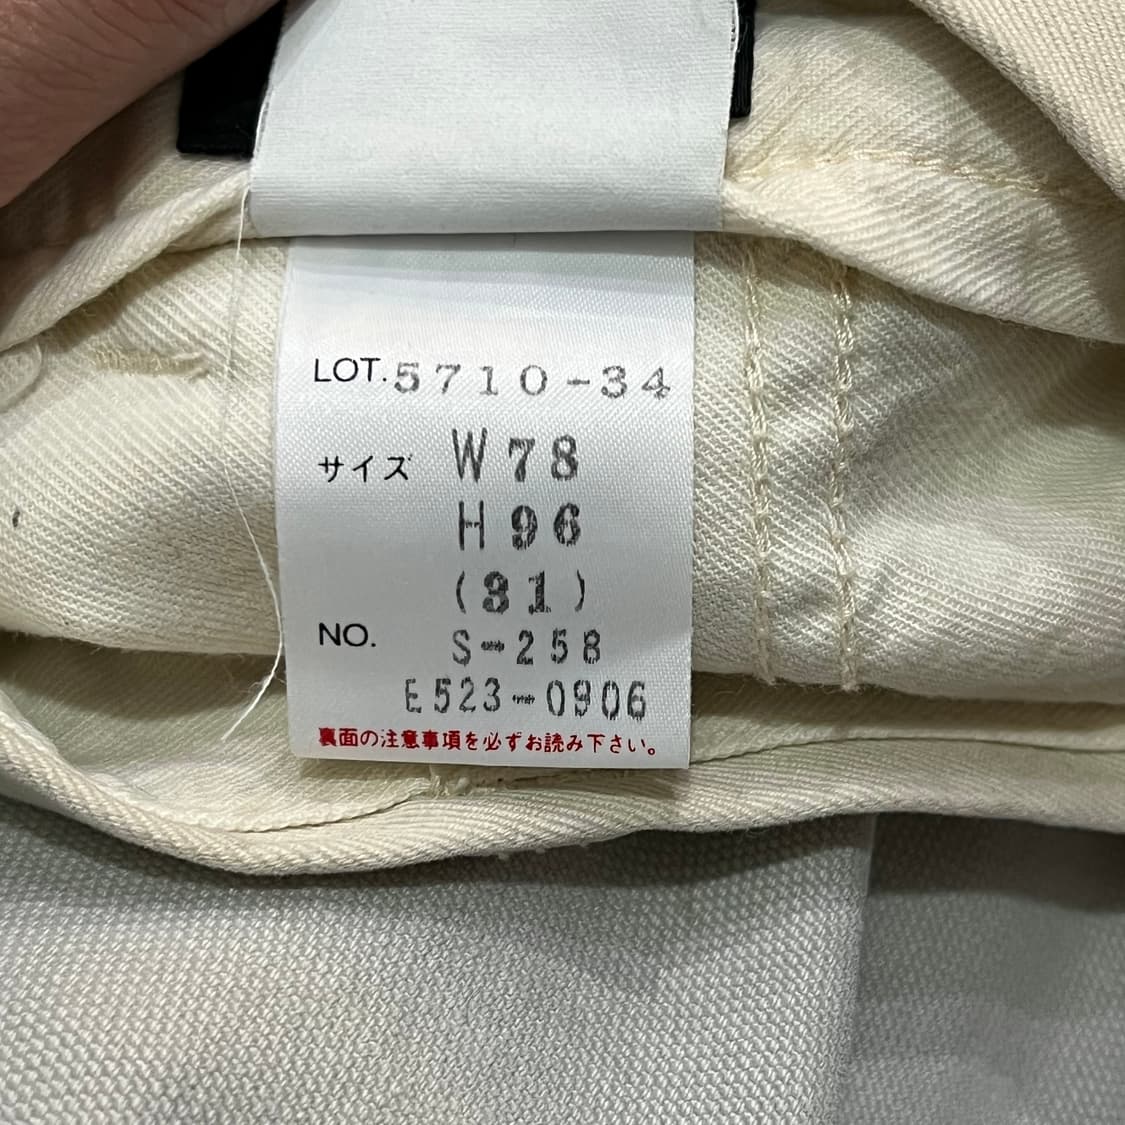 LOT. 5710-34
サイズ W78
H96
(31)
NO. S-258
E523-0906
裏面の注意事項を必ずお読み下さい。